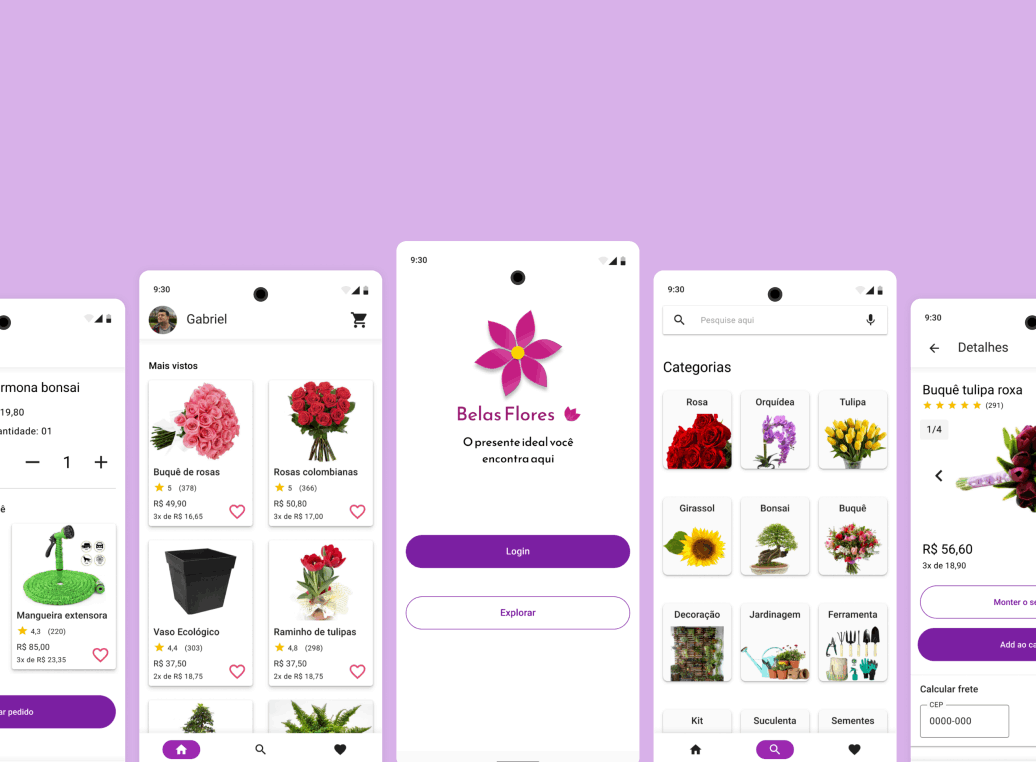 rmona bonsai
19,80
antidade: 01
1
ê
Mangueira extensora
4,3 (220)
R$ 85,00
3x de R$ 23,35
ar pedido
9:30
Gabriel
Mais vistos
Buquê de rosas
5 (378)
R$ 49,90
3x de R$ 16,65
Rosas colombianas
5 (366)
R$ 50,80
3x de R$ 17,00
Vaso Ecológico
4,4 (303)
R$ 37,50
2x de R$ 18,75
Raminho de tulipas
4,8 (298)
R$ 37,50
2x de R$ 18,75
9:30
Belas Flores
O presente ideal você
encontra aqui
Login
Explorar
9:30
Pesquise aqui
Categorias
Rosa
Orquídea
Tulipa
Girassol
Bonsai
Buquê
Decoração
Jardinagem
Ferramenta
Kit
Suculenta
Sementes
9:30
Detalhes
Buquê tulipa roxa
(291)
1/4
R$ 56,60
3x de 18,90
Monter o se
Add ao ca
Calcular frete
CEP
0000-000